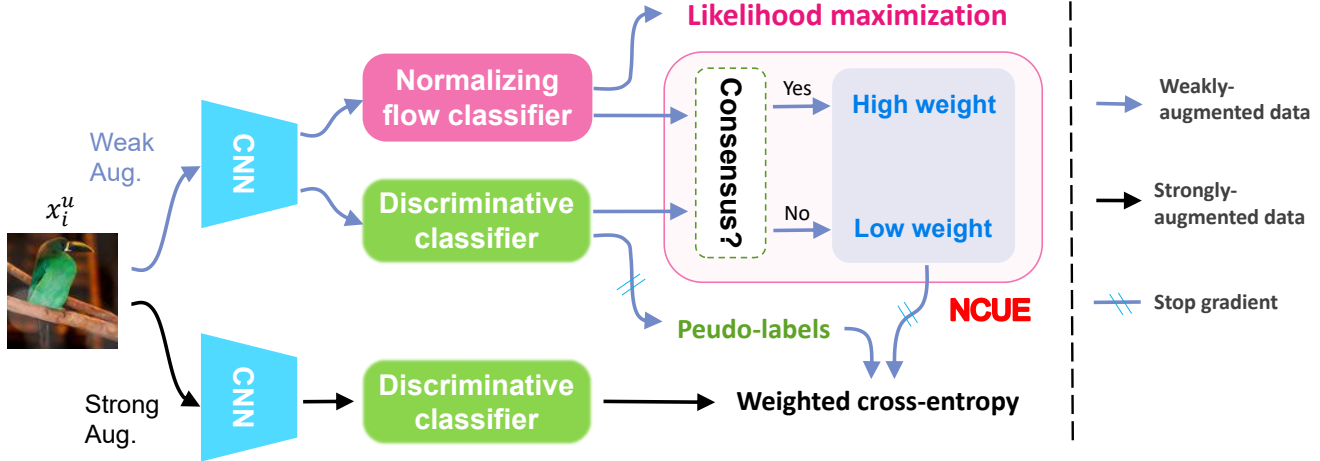 Likelihood maximization
Normalizing
flow classifier
Consensus?
Yes
High weight
Weakly-
augmented data
Weak
Aug.
CNN
x_i^u
Discriminative
classifier
No
Low weight
Strongly-
augmented data
NCUE
Stop gradient
Peudo-labels
Strong
Aug.
CNN
Discriminative
classifier
Weighted cross-entropy